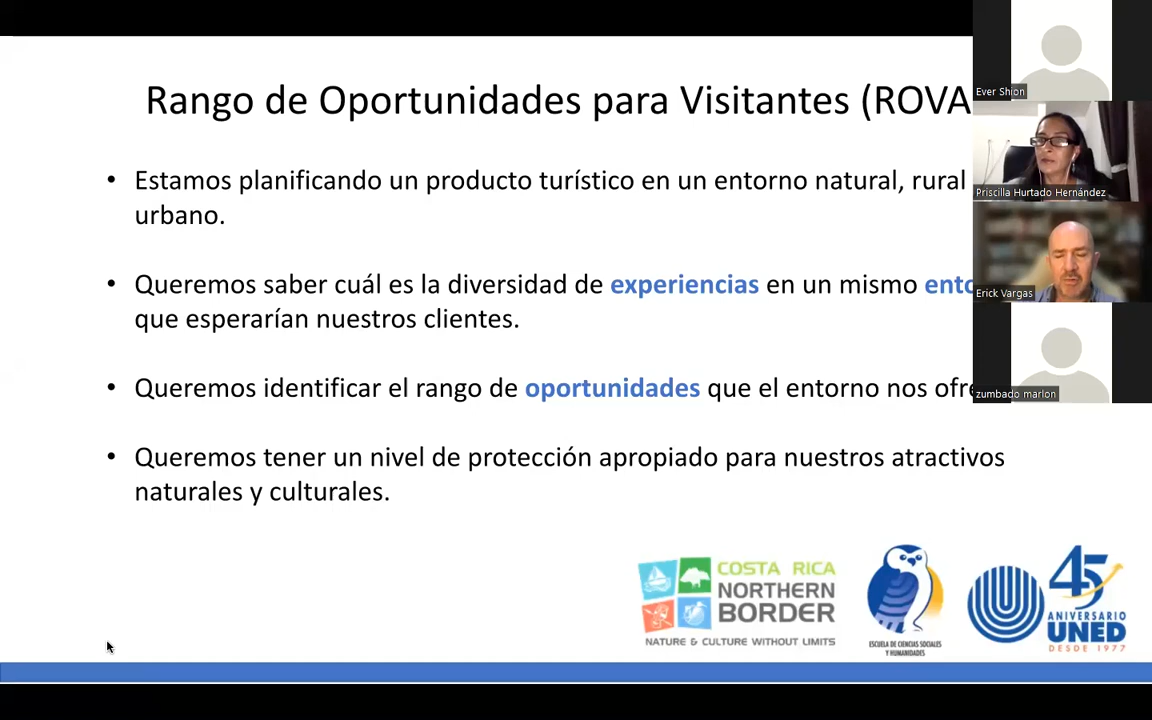 Rango de Oportunidades para Visitantes (ROVA
• Estamos planificando un producto turístico en un entorno natural, rural
urbano.
• Queremos saber cuál es la diversidad de experiencias en un mismo
que esperarían nuestros clientes.
• Queremos identificar el rango de oportunidades que el entorno nos
• Queremos tener un nivel de protección apropiado para nuestros atractivos
naturales y culturales.
Ever Shion
Priscilla Hurtado Hernández
Erick Vargas
zumbado marlon
COSTA RICA
NORTHERN
BORDER
NATURE & CULTURE WITHOUT LIMITS
ESCUELA DE CIENCIAS SOCIALES
Y HUMANIDADES
45
ANIVERSARIO
UNED
DESDE 1977